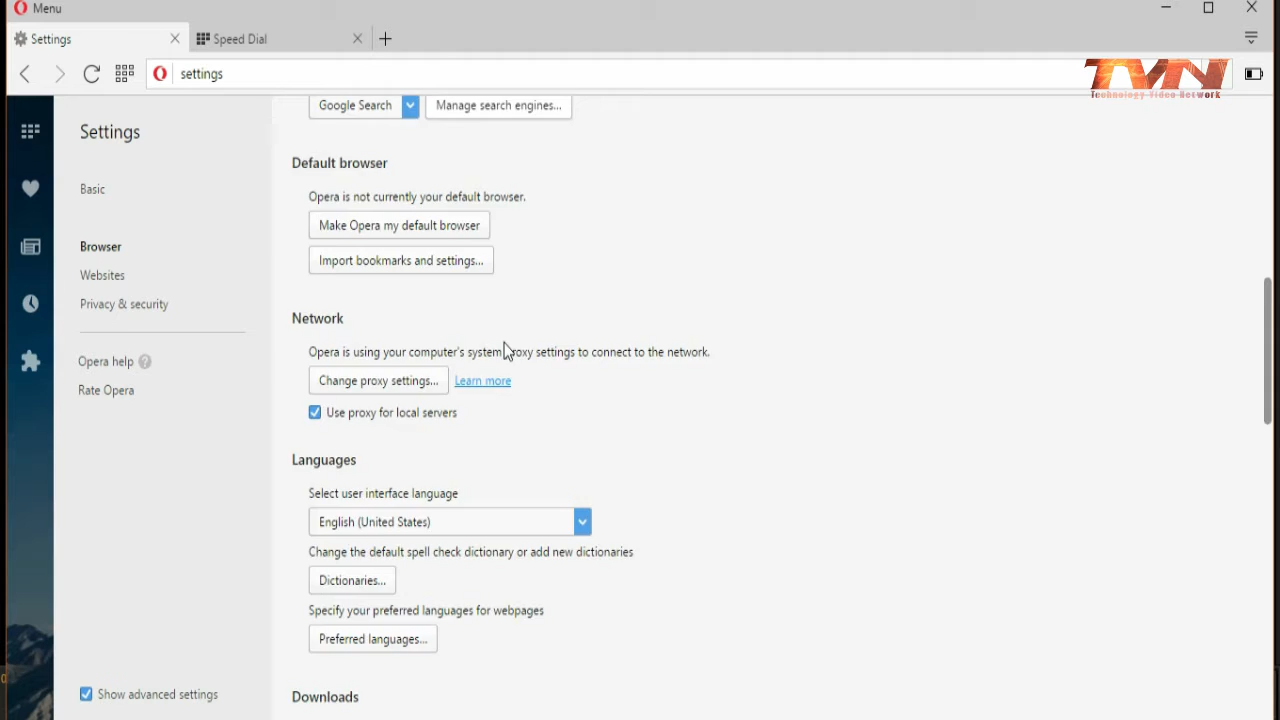 Menu
Settings
Speed Dial
settings
TVN
Technology Video Network
Google Search
Manage search engines...
Settings
Basic
Browser
Websites
Privacy & security
Opera help
Rate Opera
Show advanced settings
Default browser
Opera is not currently your default browser.
Make Opera my default browser
Import bookmarks and settings...
Network
Opera is using your computer's system proxy settings to connect to the network.
Change proxy settings...
Learn more
Use proxy for local servers
Languages
Select user interface language
English (United States)
Change the default spell check dictionary or add new dictionaries
Dictionaries...
Specify your preferred languages for webpages
Preferred languages...
Downloads